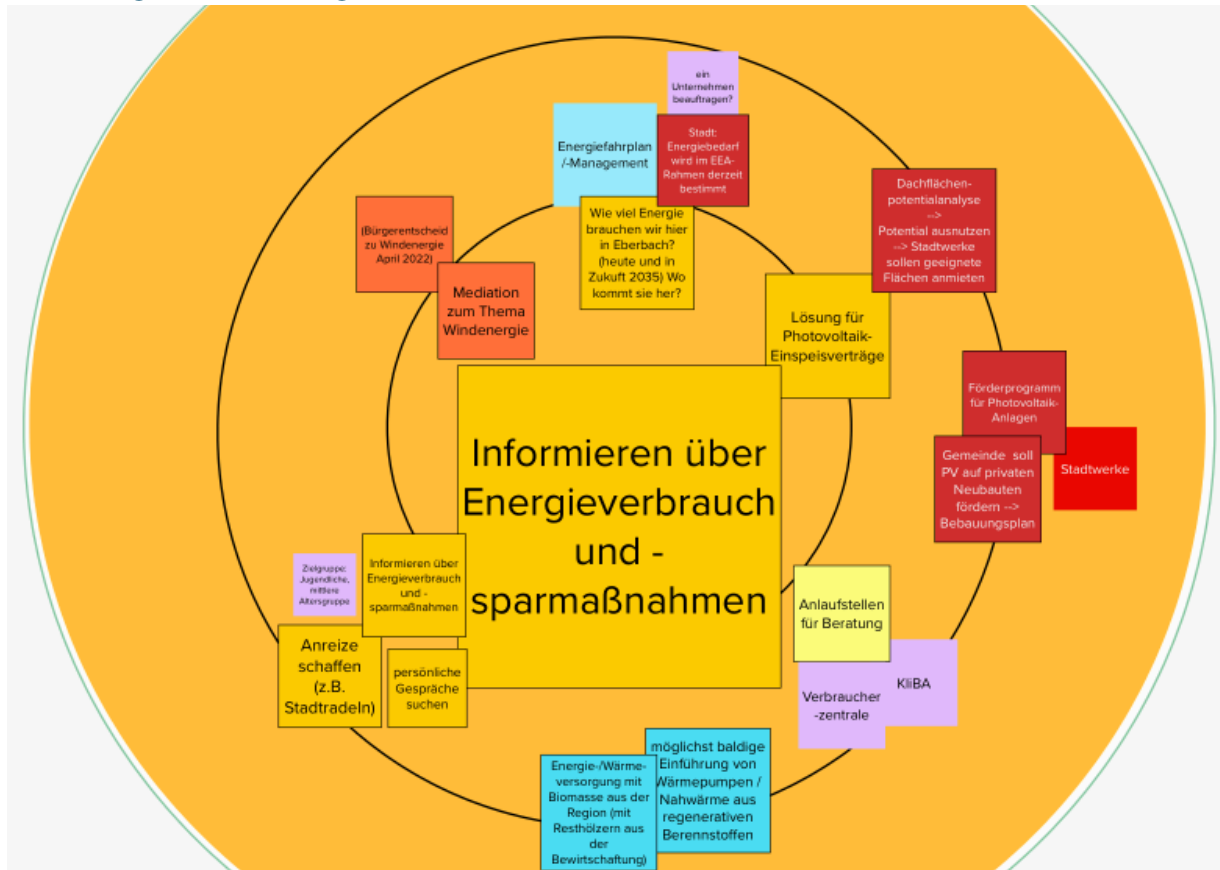 ein
Unternehmen
beauftragen?
Energiefahrplan
/-Management
Stadt:
Energiebedarf
wird im EEA-
Rahmen derzeit
bestimmt
Wie viel Energie
brauchen wir hier
in Eberbach?
(heute und in
Zukunft 2035) Wo
kommt sie her?
Dachflächen-
potentialanalyse
-->
Potential ausnutzen
--> Stadtwerke
sollen geeignete
Flächen anmieten
(Bürgerentscheid
zu Windenergie
April 2022)
Mediation
zum Thema
Windenergie
Lösung für
Photovoltaik-
Einspeisverträge
Förderprogramm
für Photovoltaik-
Anlagen
Gemeinde soll
PV auf privaten
Neubauten
fördern -->
Bebauungsplan
Stadtwerke
Informieren über
Energieverbrauch
und -
sparmaßnahmen
Zielgruppe:
Jugendliche,
mittlere
Altersgruppe
Informieren über
Energieverbrauch
und -
sparmaßnahmen
Anreize
schaffen
(z.B.
Stadtradeln)
persönliche
Gespräche
suchen
Anlaufstellen
für Beratung
Verbraucher
-zentrale
KliBA
Energie-/Wärme-
versorgung mit
Biomasse aus der
Region (mit
Resthölzern aus
der
Bewirtschaftung)
möglichst baldige
Einführung von
Wärmepumpen /
Nahwärme aus
regenerativen
Berennstoffen